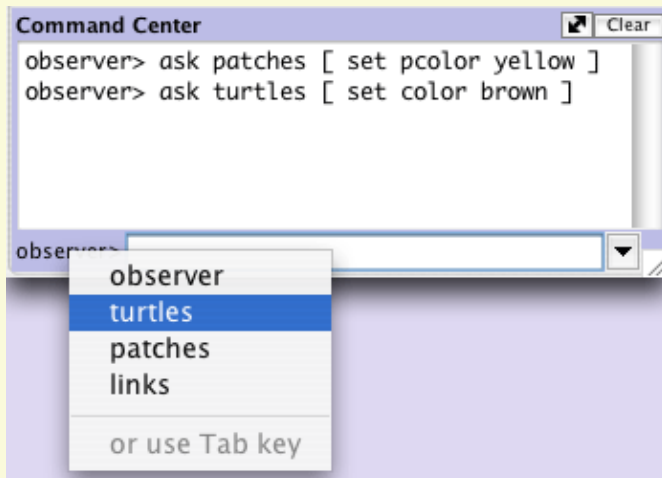 Command Center Clear
observer> ask patches [ set pcolor yellow ]
observer> ask turtles [ set color brown ]
observer>
observer
turtles
patches
links
or use Tab key